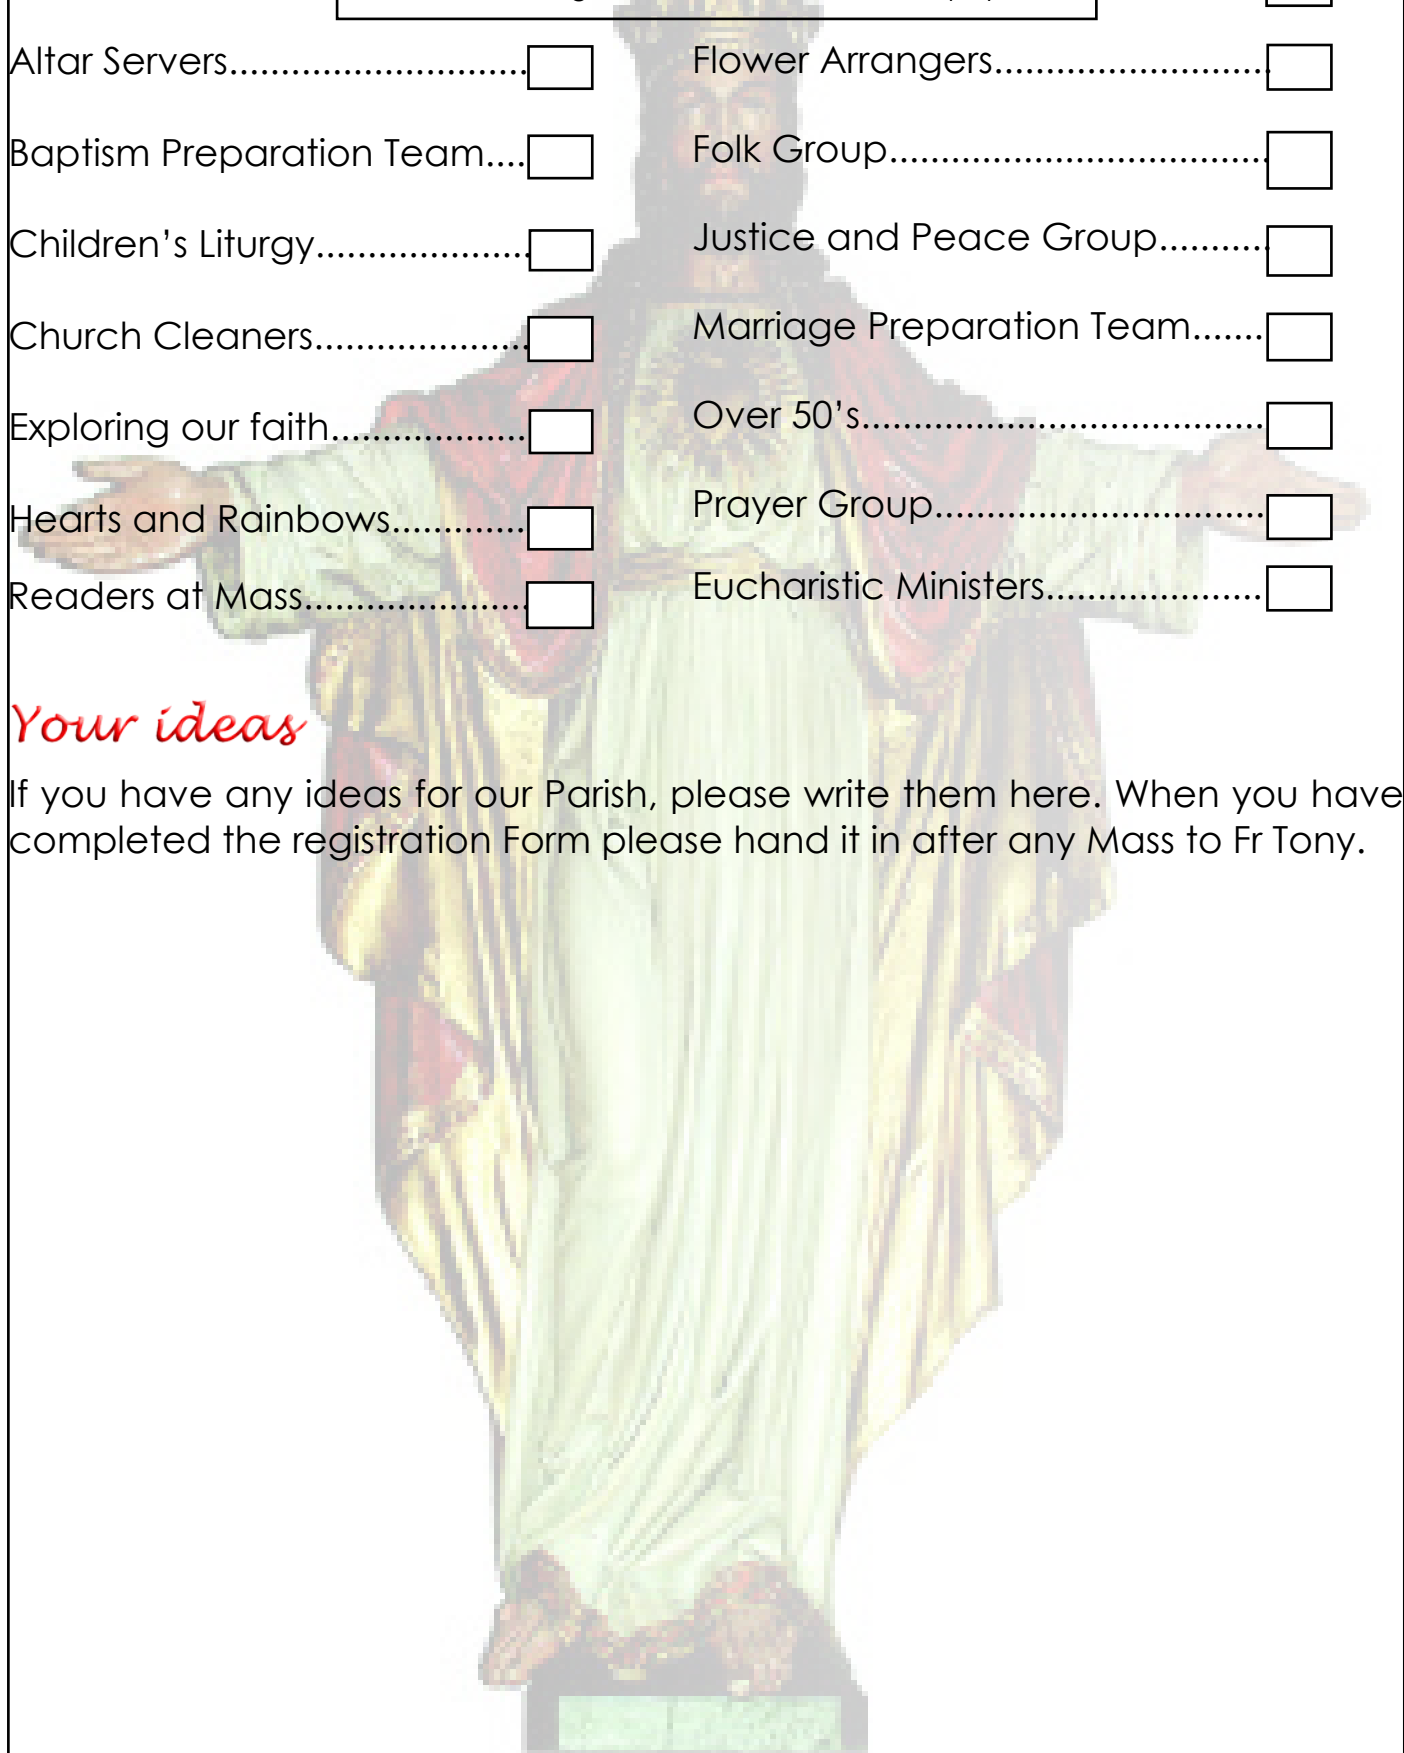 Altar Servers.............................
Baptism Preparation Team....
Children’s Liturgy.....................
Church Cleaners.....................
Exploring our faith...................
Hearts and Rainbows.............
Readers at Mass......................
Flower Arrangers...........................
Folk Group.....................................
Justice and Peace Group...........
Marriage Preparation Team.......
Over 50’s.......................................
Prayer Group................................
Eucharistic Ministers.....................
Your ideas
If you have any ideas for our Parish, please write them here. When you have
completed the registration Form please hand it in after any Mass to Fr Tony.